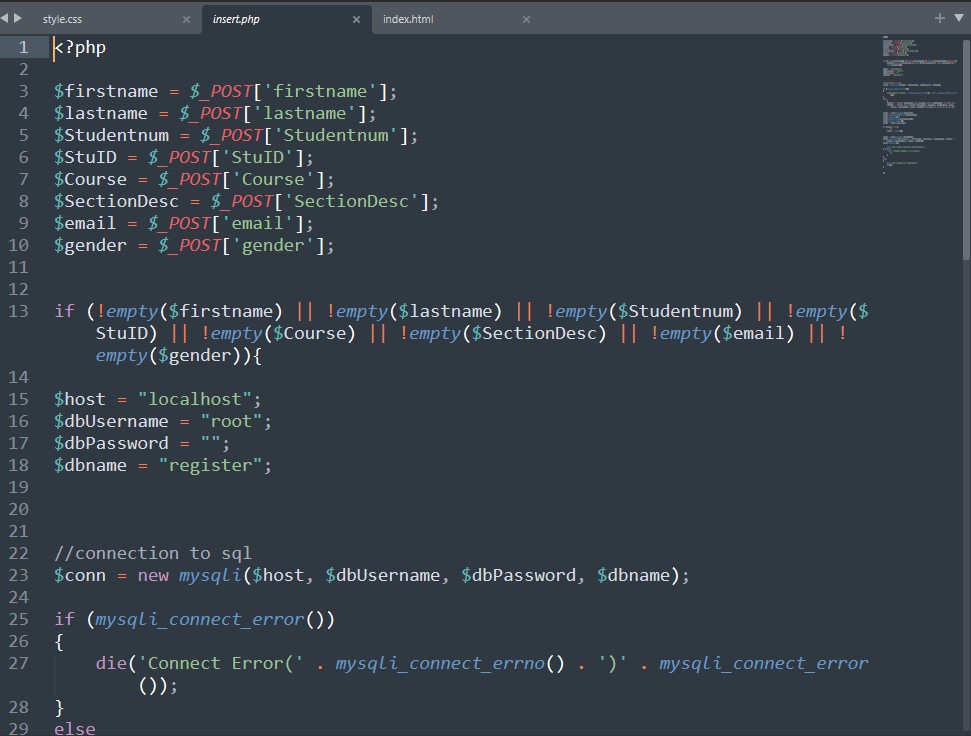 style.css × insert.php × index.html × + ▼
1 <?php
2
3 $firstname = $_POST['firstname'];
4 $lastname = $_POST['lastname'];
5 $Studentnum = $_POST['Studentnum'];
6 $StuID = $_POST['StuID'];
7 $Course = $_POST['Course'];
8 $SectionDesc = $_POST['SectionDesc'];
9 $email = $_POST['email'];
10 $gender = $_POST['gender'];
11
12
13 if (!empty($firstname) || !empty($lastname) || !empty($Studentnum) || !empty($
StuID) || !empty($Course) || !empty($SectionDesc) || !empty($email) || !
empty($gender)){
14
15 $host = "localhost";
16 $dbUsername = "root";
17 $dbPassword = "";
18 $dbname = "register";
19
20
21
22 //connection to sql
23 $conn = new mysqli($host, $dbUsername, $dbPassword, $dbname);
24
25 if (mysqli_connect_error())
26 {
27 die('Connect Error(' . mysqli_connect_errno() . ')' . mysqli_connect_error
());
28 }
29 else